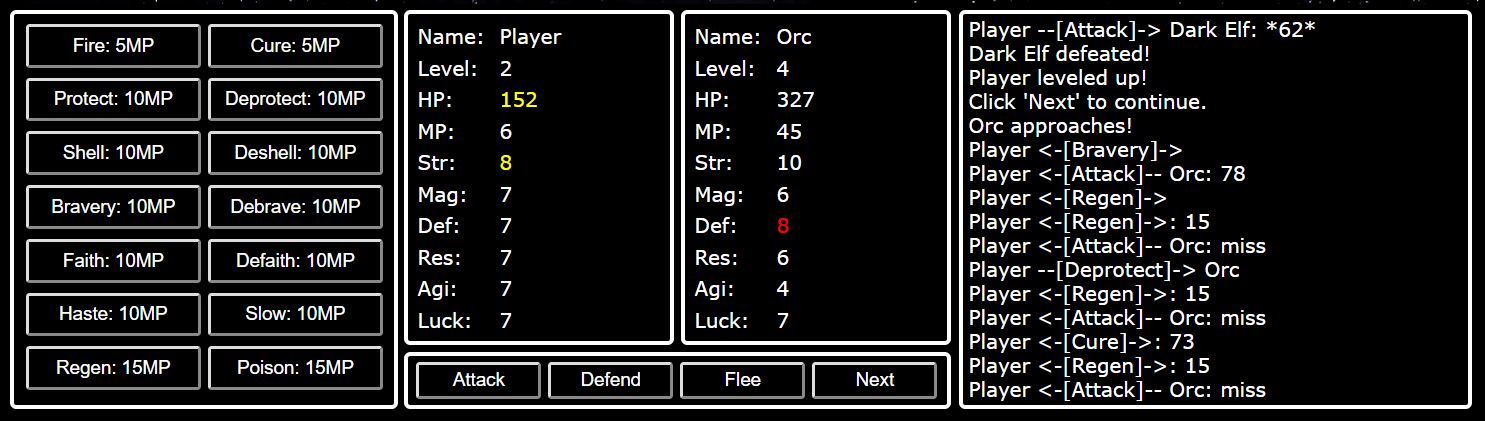 Fire: 5MP Cure: 5MP
Protect: 10MP Deprotect: 10MP
Shell: 10MP Deshell: 10MP
Bravery: 10MP Debrave: 10MP
Faith: 10MP Defaith: 10MP
Haste: 10MP Slow: 10MP
Regen: 15MP Poison: 15MP
Name: Player
Level: 2
HP: 152
MP: 6
Str: 8
Mag: 7
Def: 7
Res: 7
Agi: 7
Luck: 7
Name: Orc
Level: 4
HP: 327
MP: 45
Str: 10
Mag: 6
Def: 8
Res: 6
Agi: 4
Luck: 7
Attack Defend Flee Next
Player --[Attack]-> Dark Elf: *62*
Dark Elf defeated!
Player leveled up!
Click 'Next' to continue.
Orc approaches!
Player <-[Bravery]->
Player <-[Attack]-- Orc: 78
Player <-[Regen]->
Player <-[Regen]->: 15
Player <-[Attack]-- Orc: miss
Player --[Deprotect]-> Orc
Player <-[Regen]->: 15
Player <-[Attack]-- Orc: miss
Player <-[Cure]->: 73
Player <-[Regen]->: 15
Player <-[Attack]-- Orc: miss